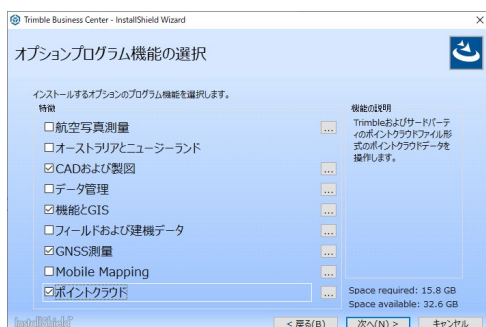 Trimble Business Center - InstallShield Wizard
オプションプログラム機能の選択
インストールするオプションのプログラム機能を選択します。
特徴
航空写真測量
オーストラリアとニュージーランド
CADおよび製図
データ管理
機能とGIS
フィールドおよび建機データ
GNSS測量
Mobile Mapping
ポイントクラウド
機能の説明
Trimbleおよびサードパーテ
ィのポイントクラウドファイル形
式のポイントクラウドデータを
操作します。
Space required: 15.8 GB
Space available: 32.6 GB
InstallShield
< 戻る(B)
次へ(N) >
キャンセル